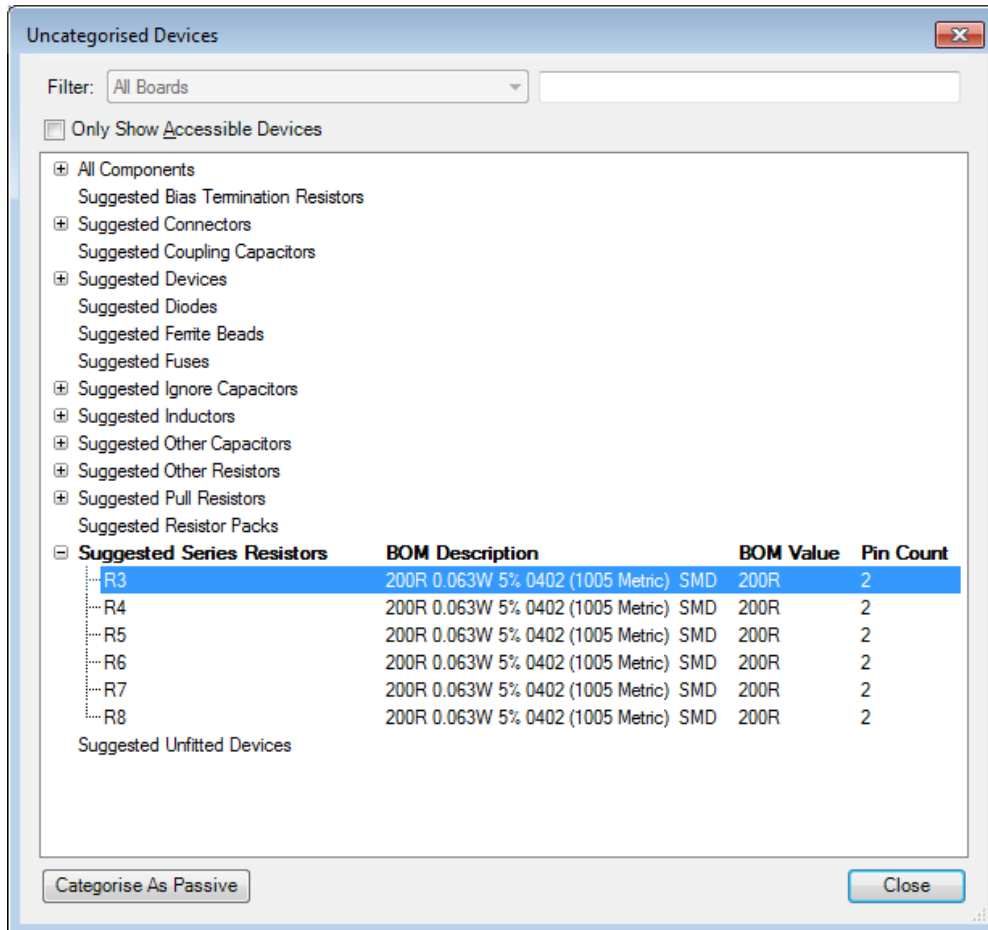 Uncategorised Devices
Filter: All Boards
Only Show Accessible Devices
All Components
Suggested Bias Termination Resistors
Suggested Connectors
Suggested Coupling Capacitors
Suggested Devices
Suggested Diodes
Suggested Ferrite Beads
Suggested Fuses
Suggested Ignore Capacitors
Suggested Inductors
Suggested Other Capacitors
Suggested Other Resistors
Suggested Pull Resistors
Suggested Resistor Packs
Suggested Series Resistors BOM Description BOM Value Pin Count
R3 200R 0.063W 5% 0402 (1005 Metric) SMD 200R 2
R4 200R 0.063W 5% 0402 (1005 Metric) SMD 200R 2
R5 200R 0.063W 5% 0402 (1005 Metric) SMD 200R 2
R6 200R 0.063W 5% 0402 (1005 Metric) SMD 200R 2
R7 200R 0.063W 5% 0402 (1005 Metric) SMD 200R 2
R8 200R 0.063W 5% 0402 (1005 Metric) SMD 200R 2
Suggested Unfitted Devices
Categorise As Passive Close